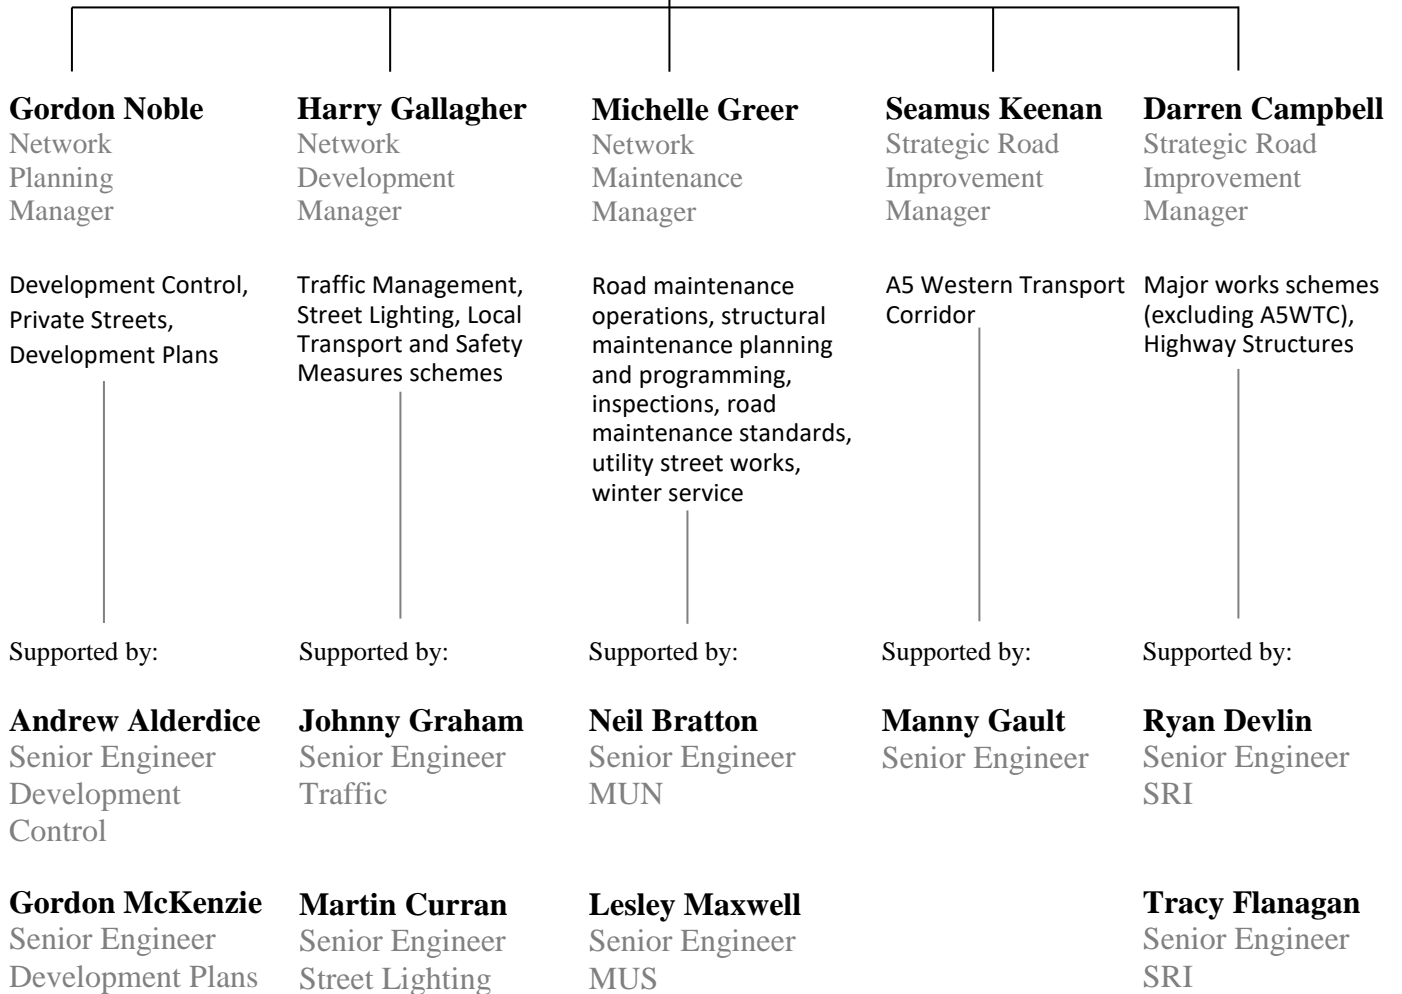 Gordon Noble
Network
Planning
Manager
Development Control,
Private Streets,
Development Plans
Supported by:
Andrew Alderdice
Senior Engineer
Development
Control
Gordon McKenzie
Senior Engineer
Development Plans
Harry Gallagher
Network
Development
Manager
Traffic Management,
Street Lighting, Local
Transport and Safety
Measures schemes
Supported by:
Johnny Graham
Senior Engineer
Traffic
Martin Curran
Senior Engineer
Street Lighting
Michelle Greer
Network
Maintenance
Manager
Road maintenance
operations, structural
maintenance planning
and programming,
inspections, road
maintenance standards,
utility street works,
winter service
Supported by:
Neil Bratton
Senior Engineer
MUN
Lesley Maxwell
Senior Engineer
MUS
Seamus Keenan
Strategic Road
Improvement
Manager
A5 Western Transport
Corridor
Supported by:
Manny Gault
Senior Engineer
Darren Campbell
Strategic Road
Improvement
Manager
Major works schemes
(excluding A5WTC),
Highway Structures
Supported by:
Ryan Devlin
Senior Engineer
SRI
Tracy Flanagan
Senior Engineer
SRI